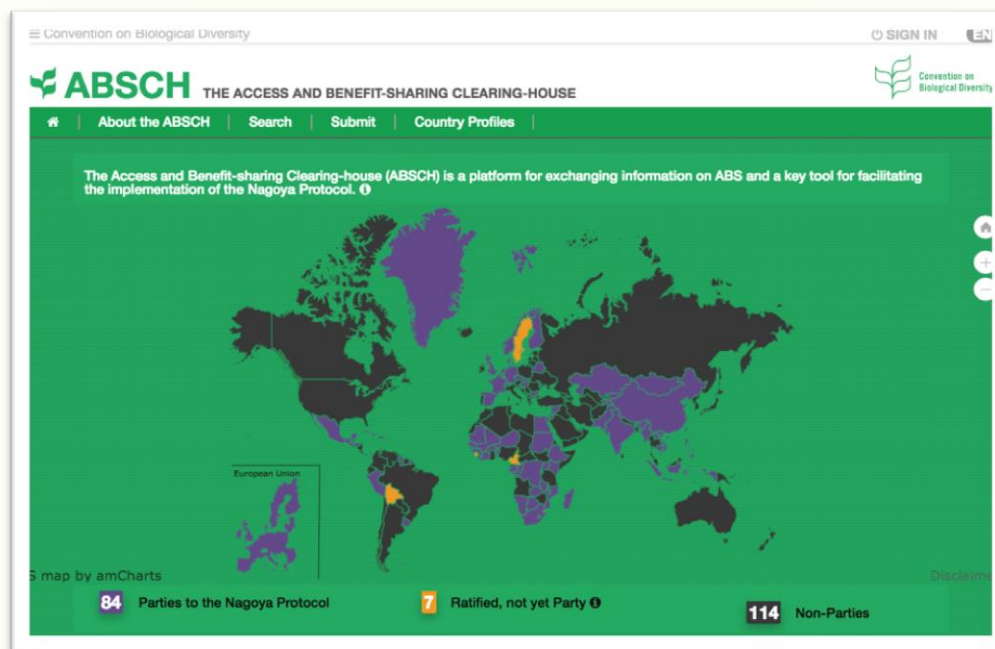 Convention on Biological Diversity
SIGN IN
EN
ABSCH THE ACCESS AND BENEFIT-SHARING CLEARING-HOUSE
Convention on
Biological Diversity
About the ABSCH | Search | Submit | Country Profiles |
The Access and Benefit-sharing Clearing-house (ABSCH) is a platform for exchanging information on ABS and a key tool for facilitating
the implementation of the Nagoya Protocol.
European Union
S map by amCharts
Disclaime
84 Parties to the Nagoya Protocol
7 Ratified, not yet Party
114 Non-Parties